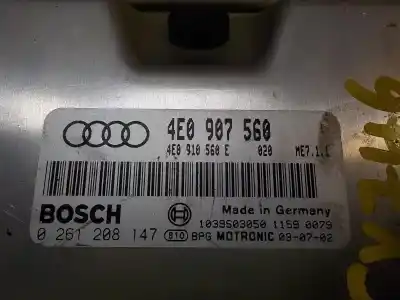 4E0 907 560
4E0 910 560 E 020 ME7.1.1
BOSCH
Made in Germany
1039S03050 1159 0079
0 261 208 147 B10 BPG MOTRONIC 09-07-02